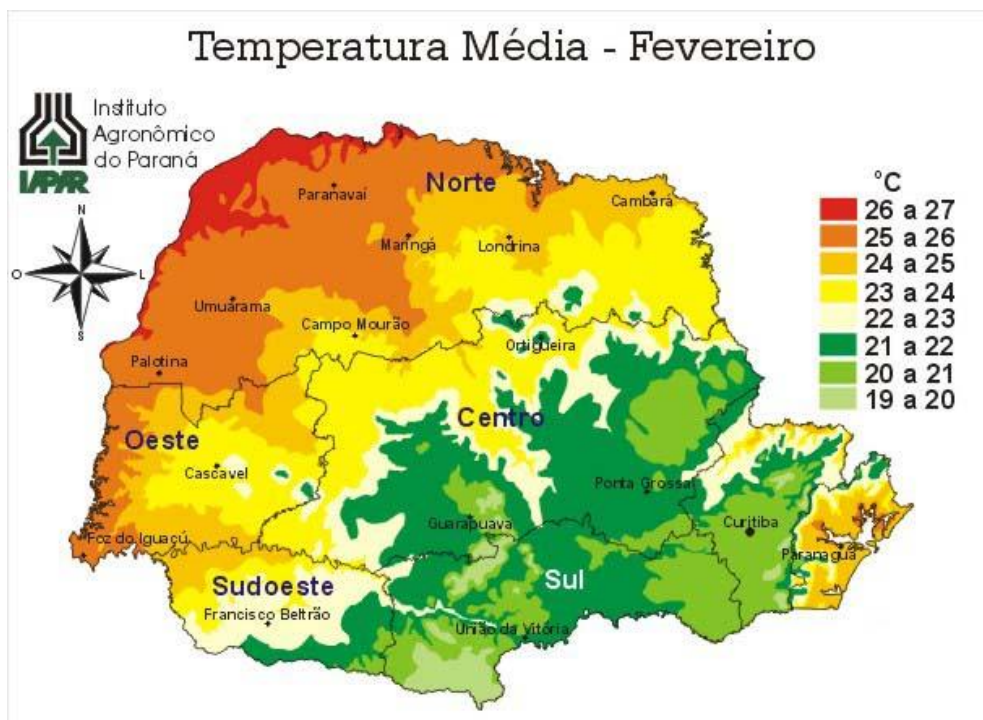 Temperatura Média - Fevereiro
Instituto
Agronômico
do Paraná
IAPAR
N
O
L
S
Norte
Paranavaí
Cambará
Maringá
Londrina
Umuarama
Campo Mourão
Ortigueira
Palotina
Centro
Oeste
Cascavel
Ponta Grossa
Guarapuava
Curitiba
Foz do Iguaçú
Paranaguá
Sudoeste
Sul
Francisco Beltrão
União da Vitória
°C
26 a 27
25 a 26
24 a 25
23 a 24
22 a 23
21 a 22
20 a 21
19 a 20